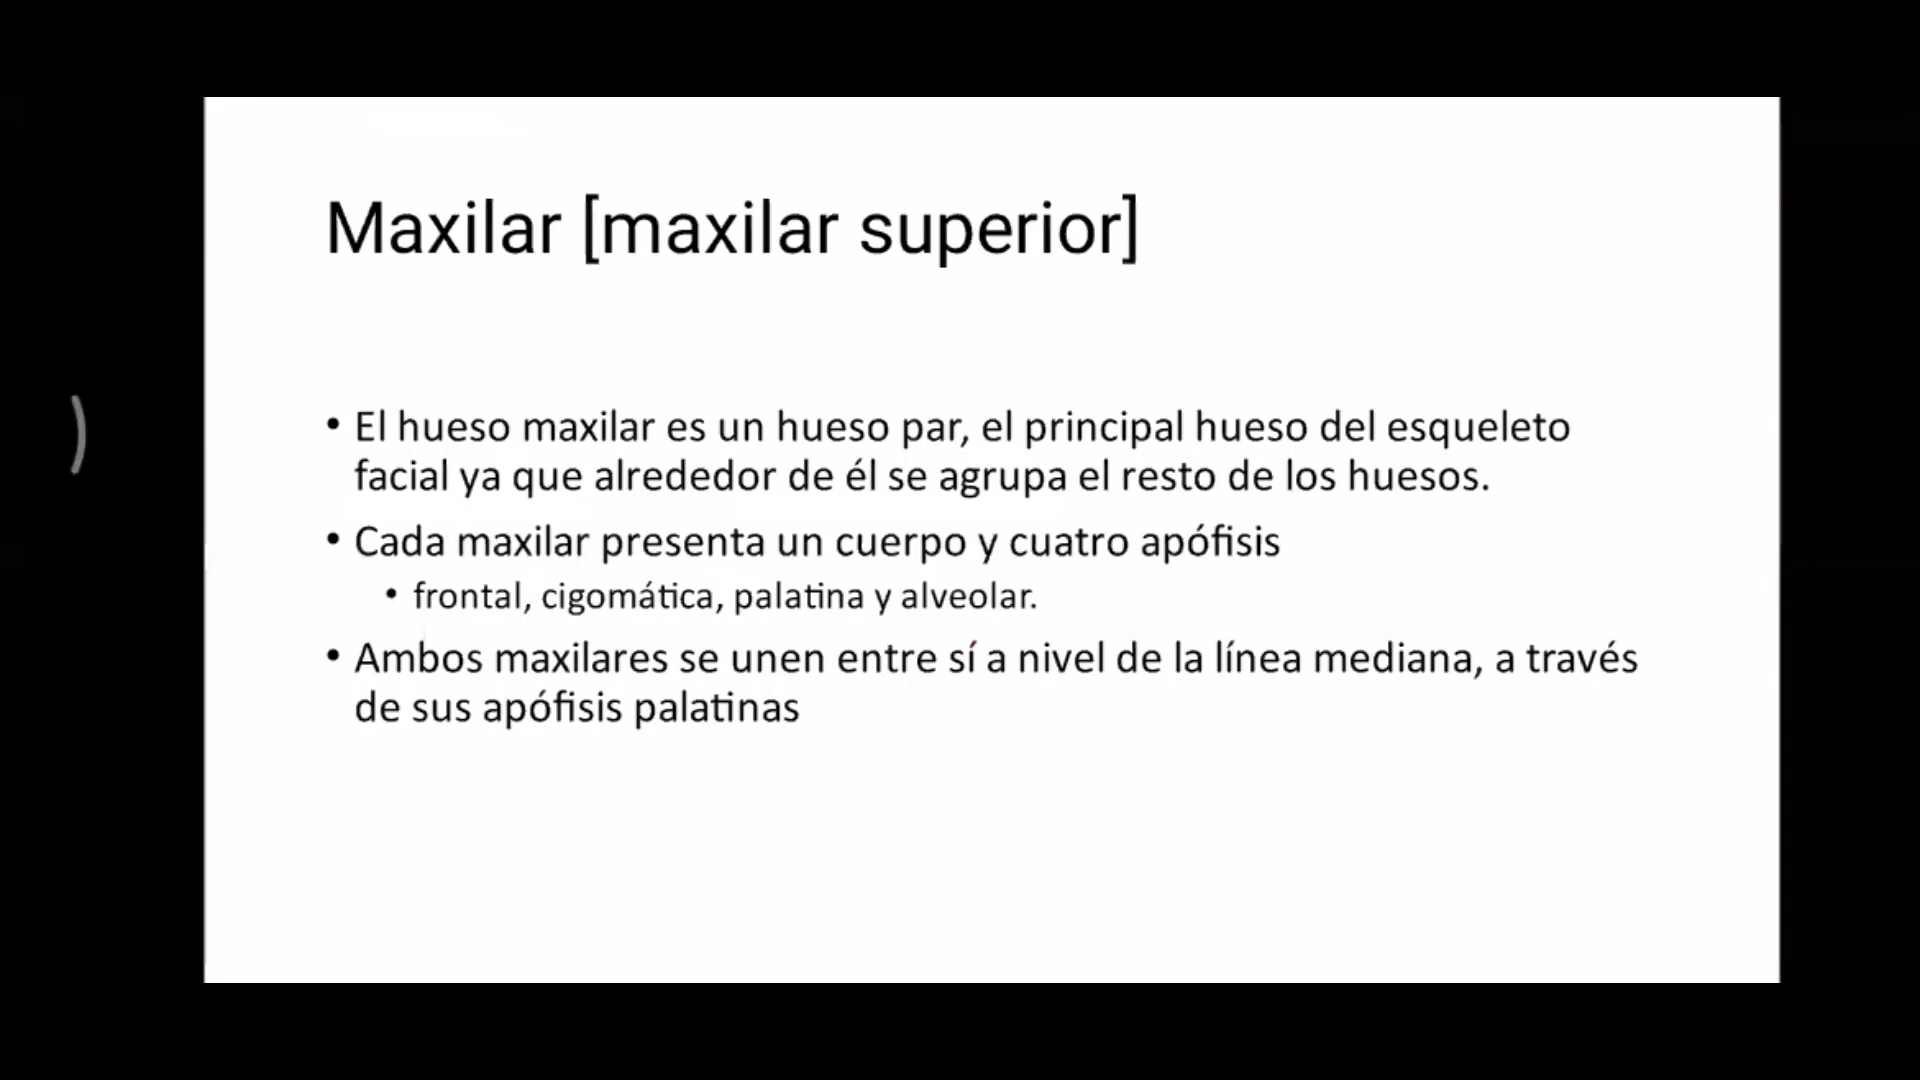 Maxilar [maxilar superior]
• El hueso maxilar es un hueso par, el principal hueso del esqueleto
facial ya que alrededor de él se agrupa el resto de los huesos.
• Cada maxilar presenta un cuerpo y cuatro apófisis
• frontal, cigomática, palatina y alveolar.
• Ambos maxilares se unen entre sí a nivel de la línea mediana, a través
de sus apófisis palatinas